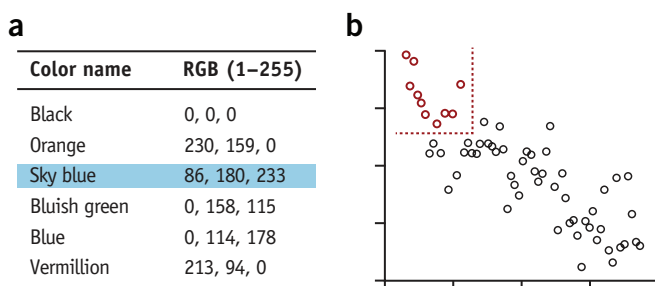 a
Color name RGB (1–255)
Black 0, 0, 0
Orange 230, 159, 0
Sky blue 86, 180, 233
Bluish green 0, 158, 115
Blue 0, 114, 178
Vermillion 213, 94, 0
b